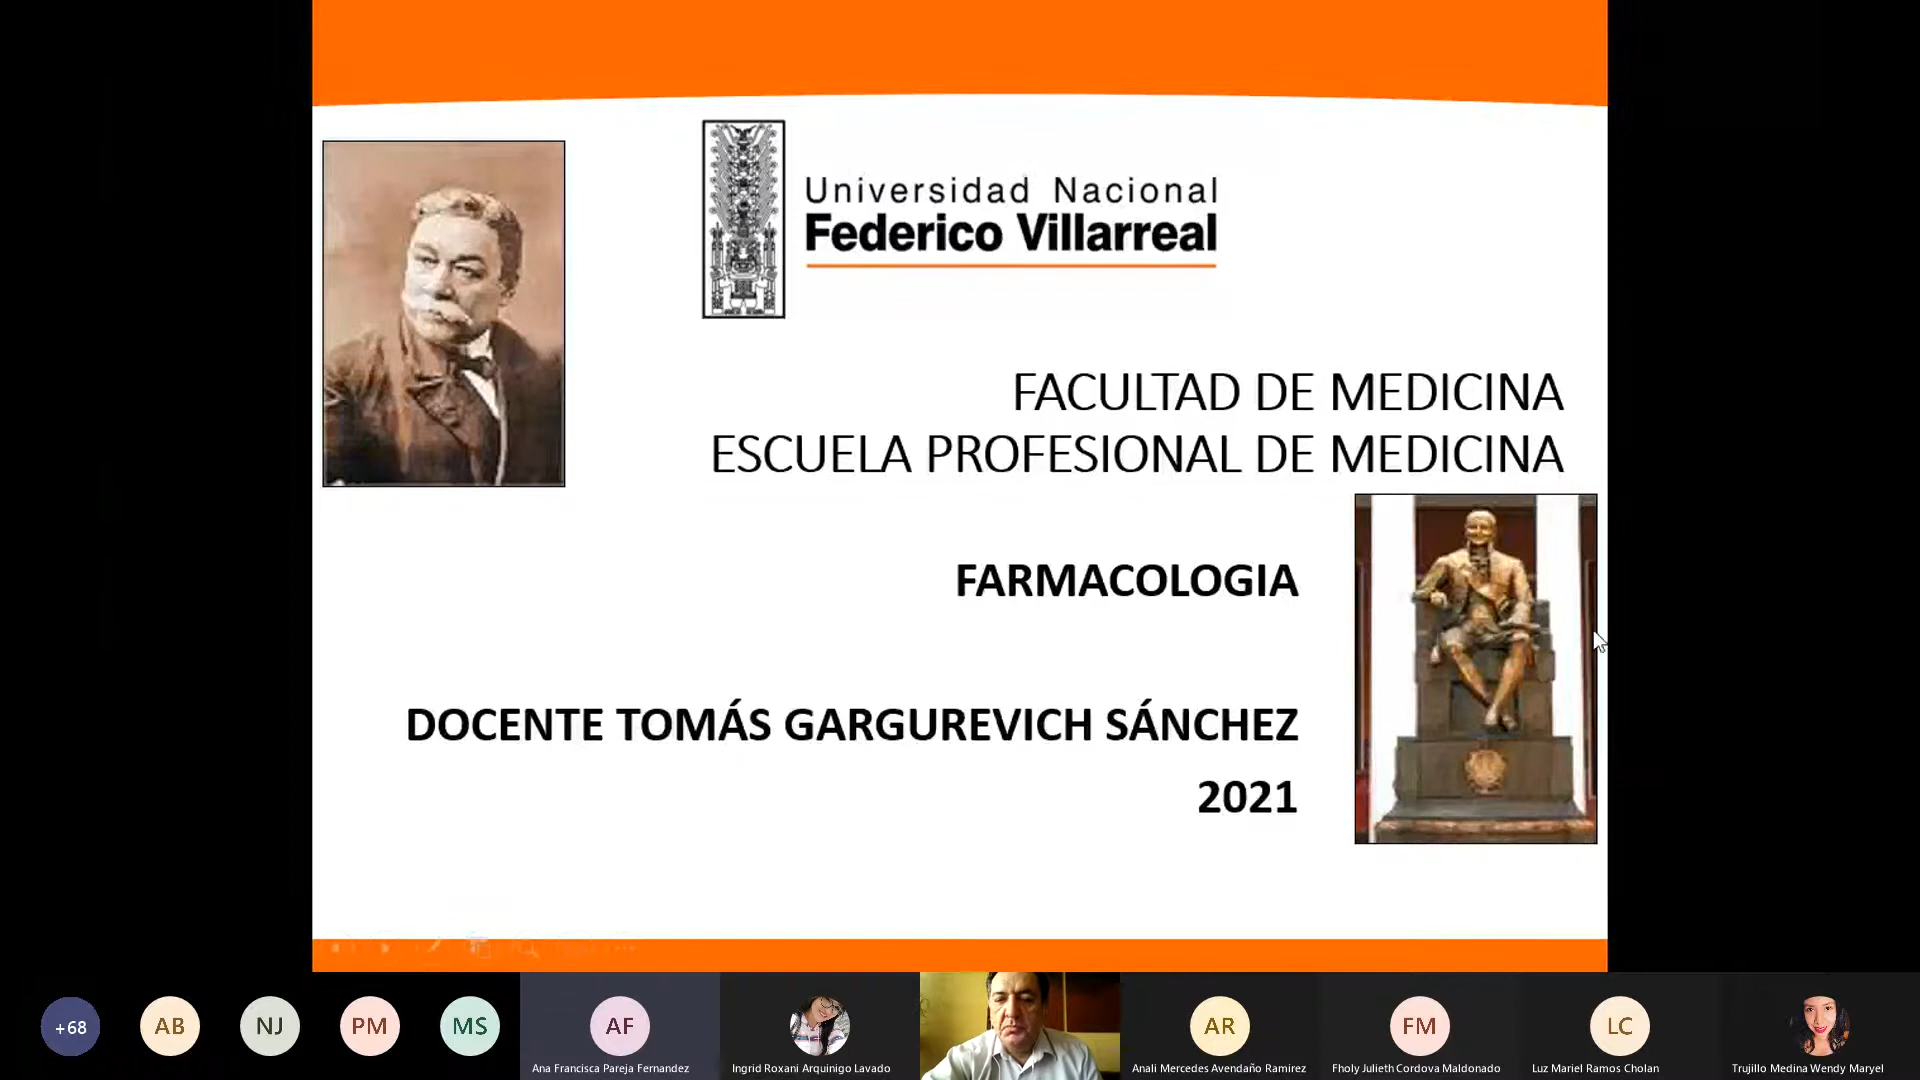 Universidad Nacional
Federico Villarreal
FACULTAD DE MEDICINA
ESCUELA PROFESIONAL DE MEDICINA
FARMACOLOGIA
DOCENTE TOMÁS GARGUREVICH SÁNCHEZ
2021
+68
AB
NJ
PM
MS
AF
AR
FM
LC
Ana Francisca Pareja Fernandez
Ingrid Roxani Arquinigo Lavado
Anali Mercedes Avendaño Ramirez
Fholy Julieth Cordova Maldonado
Luz Mariel Ramos Cholan
Trujillo Medina Wendy Maryel